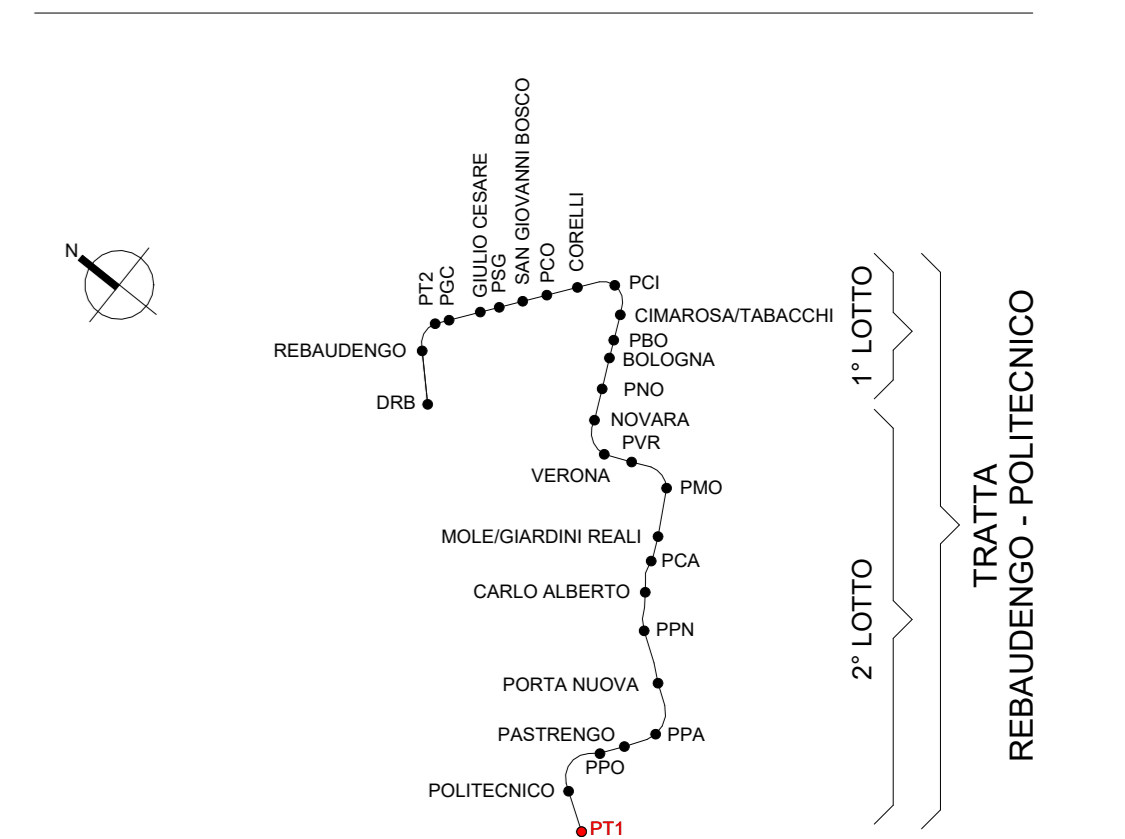 N
PT2
PGC
GIULIO CESARE
PSG
SAN GIOVANNI BOSCO
PCO
CORELLI
PCI
CIMAROSA/TABACCHI
PBO
REBAUDENGO
BOLOGNA
PNO
DRB
NOVARA
PVR
VERONA
PMO
MOLE/GIARDINI REALI
PCA
CARLO ALBERTO
PPN
PORTA NUOVA
PASTRENGO
PPA
PPO
POLITECNICO
PT1
1° LOTTO
2° LOTTO
TRATTA
REBAUDENGO - POLITECNICO